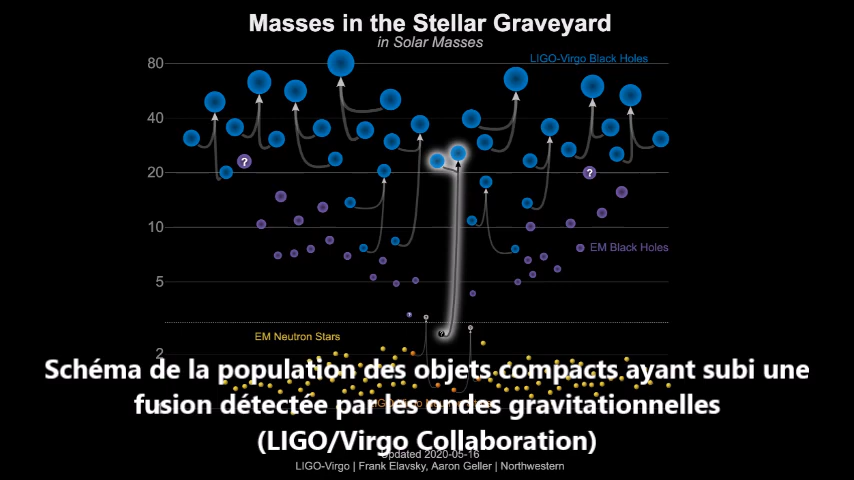 Masses in the Stellar Graveyard
in Solar Masses
LIGO-Virgo Black Holes
80
40
?
?
20
10
EM Black Holes
5
?
EM Neutron Stars
2
Schéma de la population des objets compacts ayant subi une
fusion détectée par les ondes gravitationnelles
(LIGO/Virgo Collaboration)
Updated 2020-05-16
LIGO-Virgo | Frank Elavsky, Aaron Geller | Northwestern